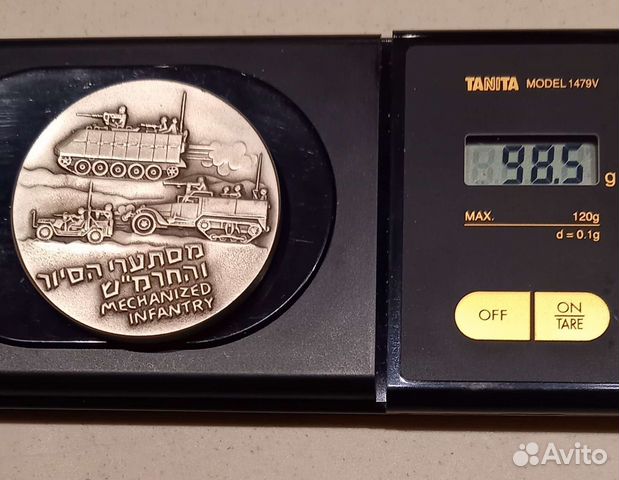 מסתערי הסיור
והחרמ"ש
MECHANIZED
INFANTRY
TANITA MODEL 1479V
98.5 g
MAX. 120g
d = 0.1g
OFF
ON
TARE
Avito